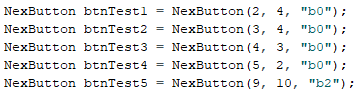 NexButton btnTest1 = NexButton(2, 4, "b0");
NexButton btnTest2 = NexButton(3, 4, "b0");
NexButton btnTest3 = NexButton(4, 3, "b0");
NexButton btnTest4 = NexButton(5, 2, "b0");
NexButton btnTest5 = NexButton(9, 10, "b2");